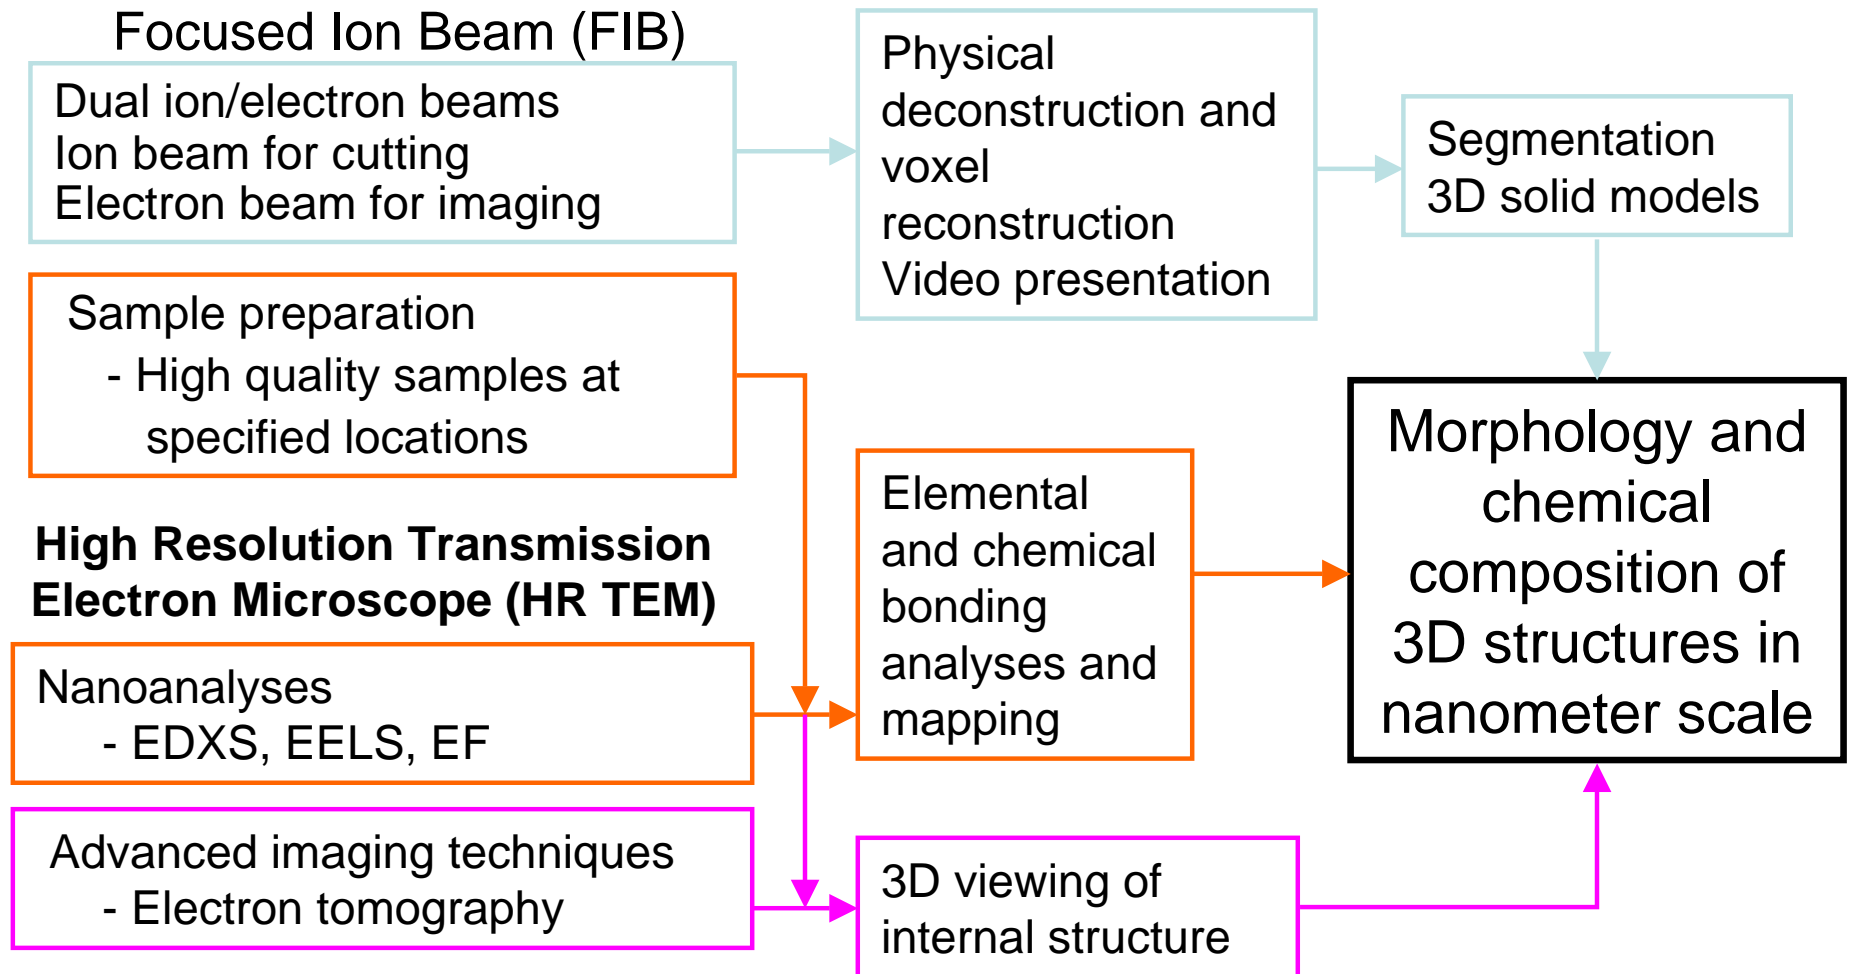 Focused Ion Beam (FIB)
Dual ion/electron beams
Ion beam for cutting
Electron beam for imaging
Physical
deconstruction and
voxel
reconstruction
Video presentation
Segmentation
3D solid models
Sample preparation
- High quality samples at
specified locations
High Resolution Transmission
Electron Microscope (HR TEM)
Nanoanalyses
- EDXS, EELS, EF
Elemental
and chemical
bonding
analyses and
mapping
Advanced imaging techniques
- Electron tomography
3D viewing of
internal structure
Morphology and
chemical
composition of
3D structures in
nanometer scale